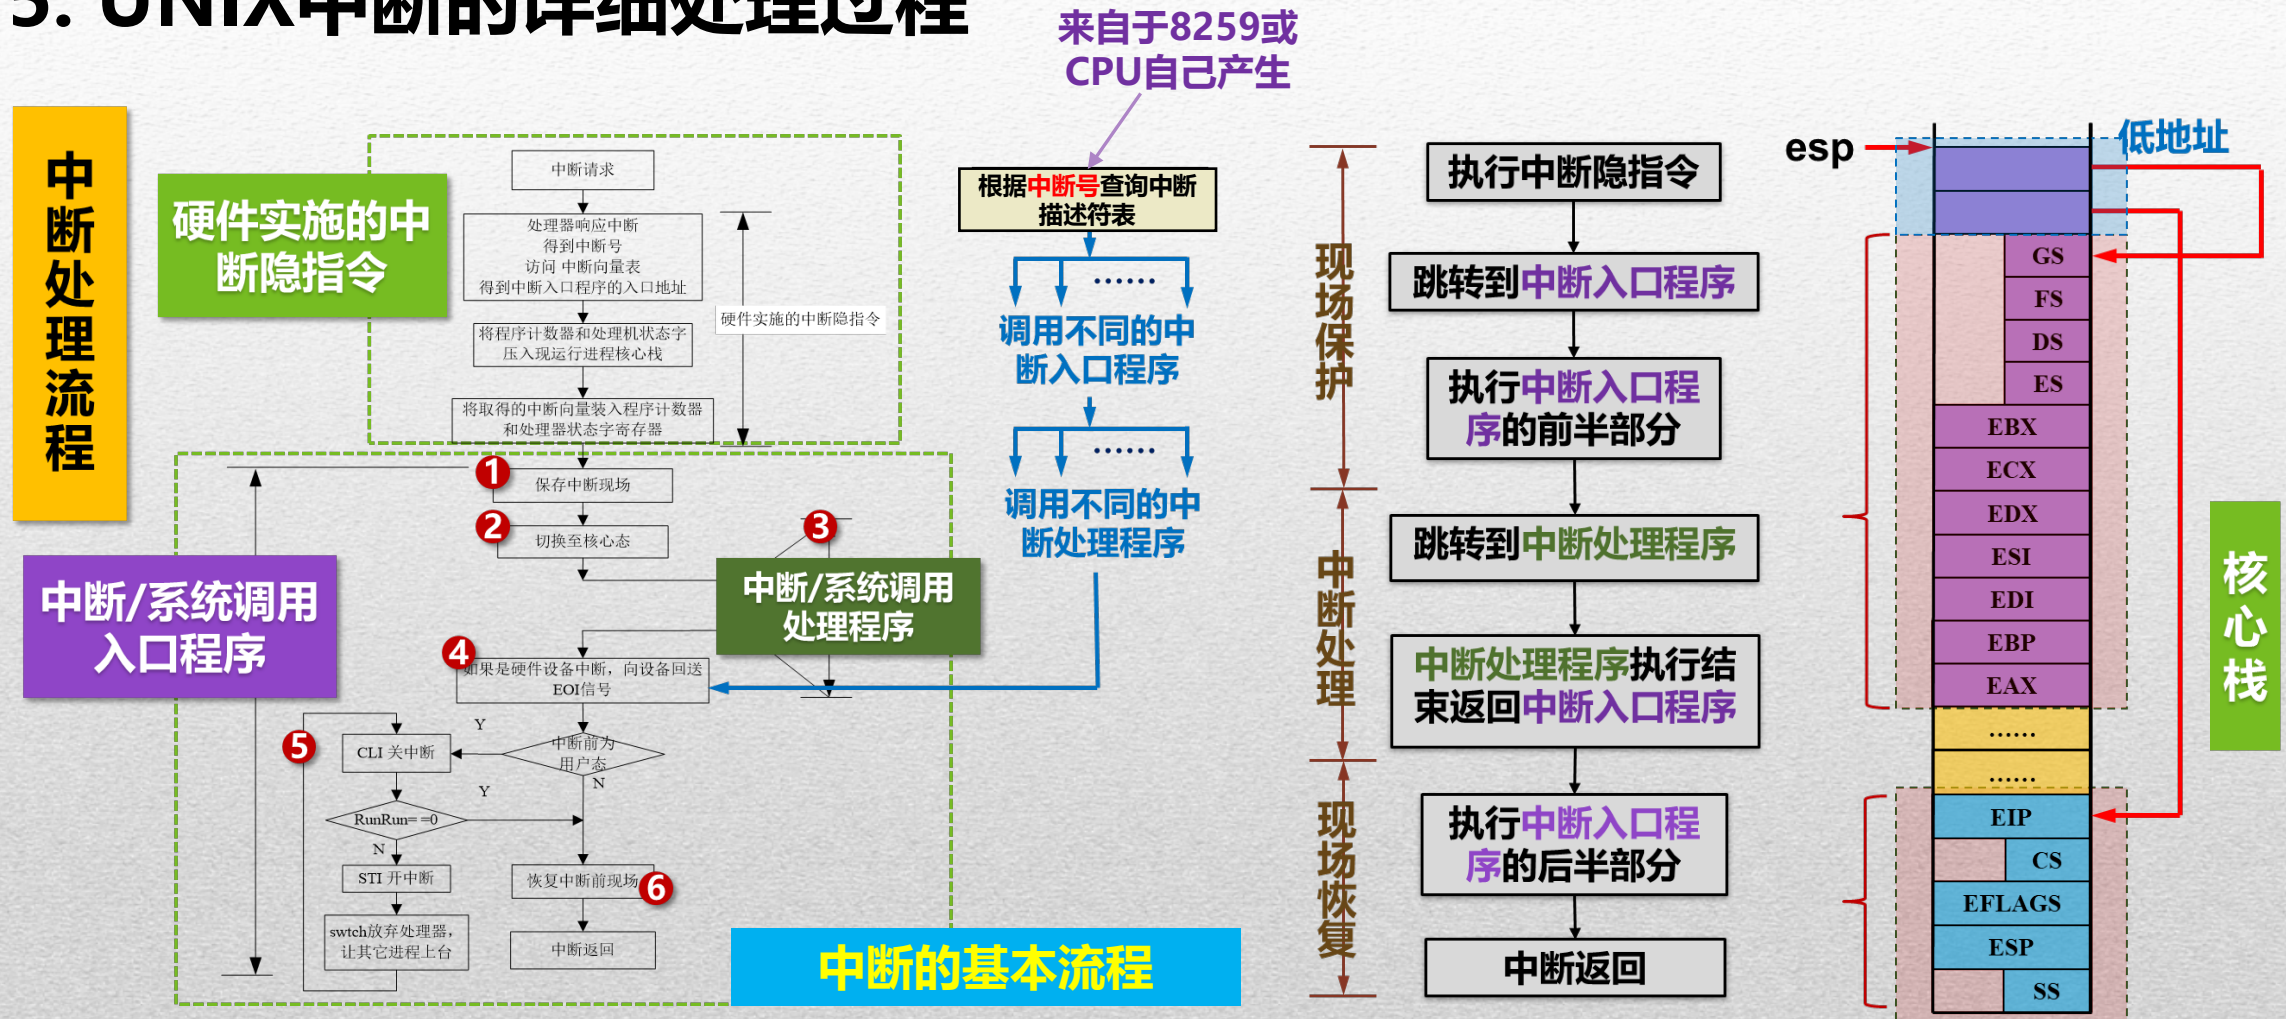 5. UNIX中断的详细处理过程
来自于8259或
CPU自己产生
中断处理流程
硬件实施的中
断隐指令
中断请求
处理器响应中断
得到中断号
访问 中断向量表
得到中断入口程序的入口地址
将程序计数器和处理机状态字
压入现运行进程核心栈
将取得的中断向量装入程序计数器
和处理器状态字寄存器
硬件实施的中断隐指令
中断/系统调用
入口程序
1
保存中断现场
2
切换至核心态
3
中断/系统调用
处理程序
4
如果是硬件设备中断，向设备回送
EOI信号
中断前为
用户态
Y
N
5
CLI 关中断
Y
RunRun= =0
N
STI 开中断
swtch放弃处理器，
让其它进程上台
恢复中断前现场
6
中断返回
中断的基本流程
根据中断号查询中断
描述符表
……
调用不同的中
断入口程序
……
调用不同的中
断处理程序
现场保护
中断处理
现场恢复
执行中断隐指令
跳转到中断入口程序
执行中断入口程
序的前半部分
跳转到中断处理程序
中断处理程序执行结
束返回中断入口程序
执行中断入口程
序的后半部分
中断返回
esp
低地址
GS
FS
DS
ES
EBX
ECX
EDX
ESI
EDI
EBP
EAX
……
……
EIP
CS
EFLAGS
ESP
SS
核心栈